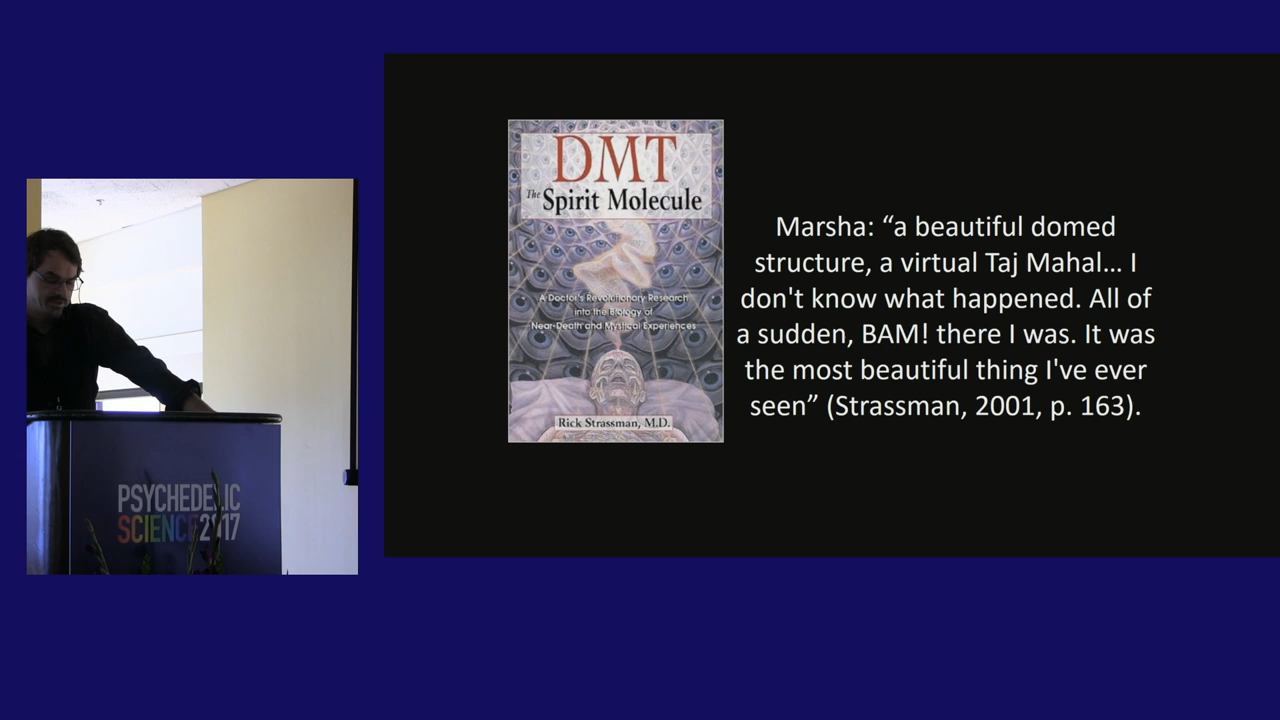 DMT
The Spirit Molecule
A Doctor's Revolutionary Research
into the Biology of
Near-Death and Mystical Experiences
Rick Strassman, M.D.
Marsha: “a beautiful domed
structure, a virtual Taj Mahal... I
don't know what happened. All of
a sudden, BAM! there I was. It was
the most beautiful thing I've ever
seen” (Strassman, 2001, p. 163).
PSYCHEDELIC
SCIENCE2017